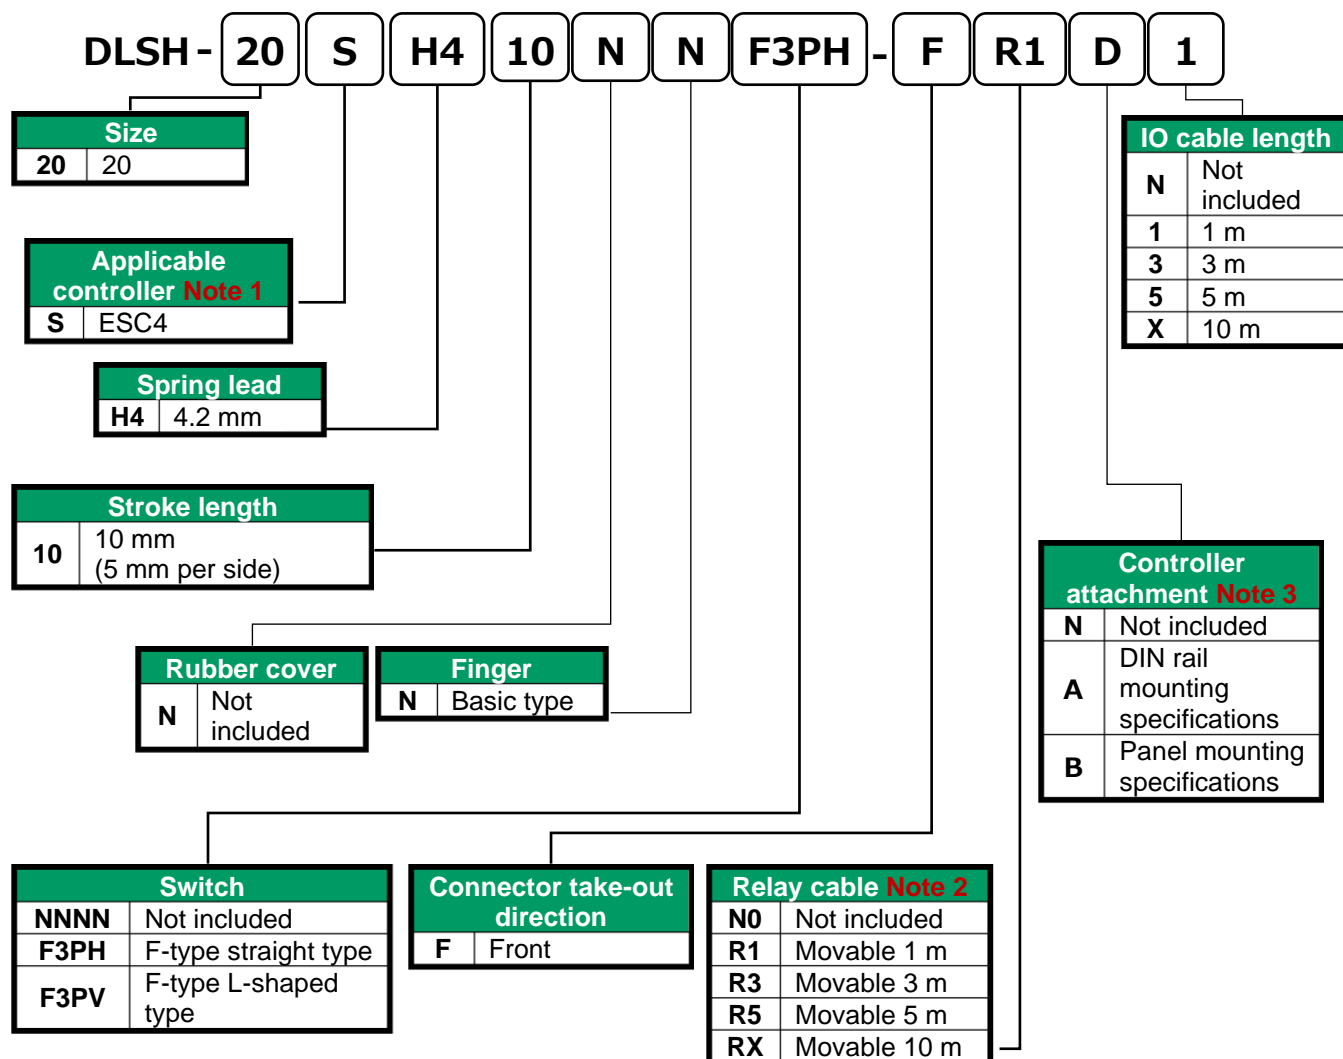 DLSH - 20 S H4 10 N N F3PH - F R1 D 1
Size
20 20
Applicable
controller Note 1
S ESC4
Spring lead
H4 4.2 mm
Stroke length
10 10 mm
(5 mm per side)
Rubber cover
N Not
included
Finger
N Basic type
Switch
NNNN Not included
F3PH F-type straight type
F3PV F-type L-shaped
type
Connector take-out
direction
F Front
Relay cable Note 2
N0 Not included
R1 Movable 1 m
R3 Movable 3 m
R5 Movable 5 m
RX Movable 10 m
Controller
attachment Note 3
N Not included
A DIN rail
mounting
specifications
B Panel mounting
specifications
IO cable length
N Not
included
1 1 m
3 3 m
5 5 m
X 10 m